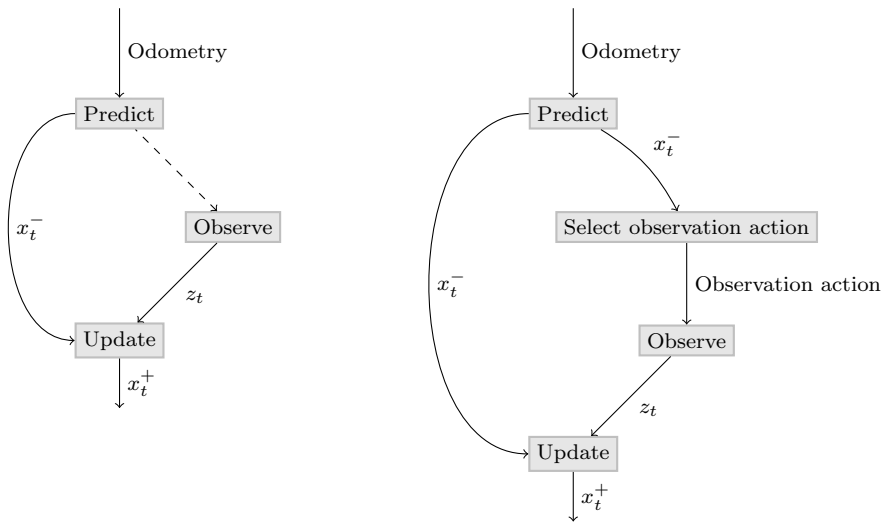 Odometry
Predict
Observe
$x_t^-$
$z_t$
Update
$x_t^+$
Odometry
Predict
$x_t^-$
Select observation action
$x_t^-$
Observation action
Observe
$z_t$
Update
$x_t^+$